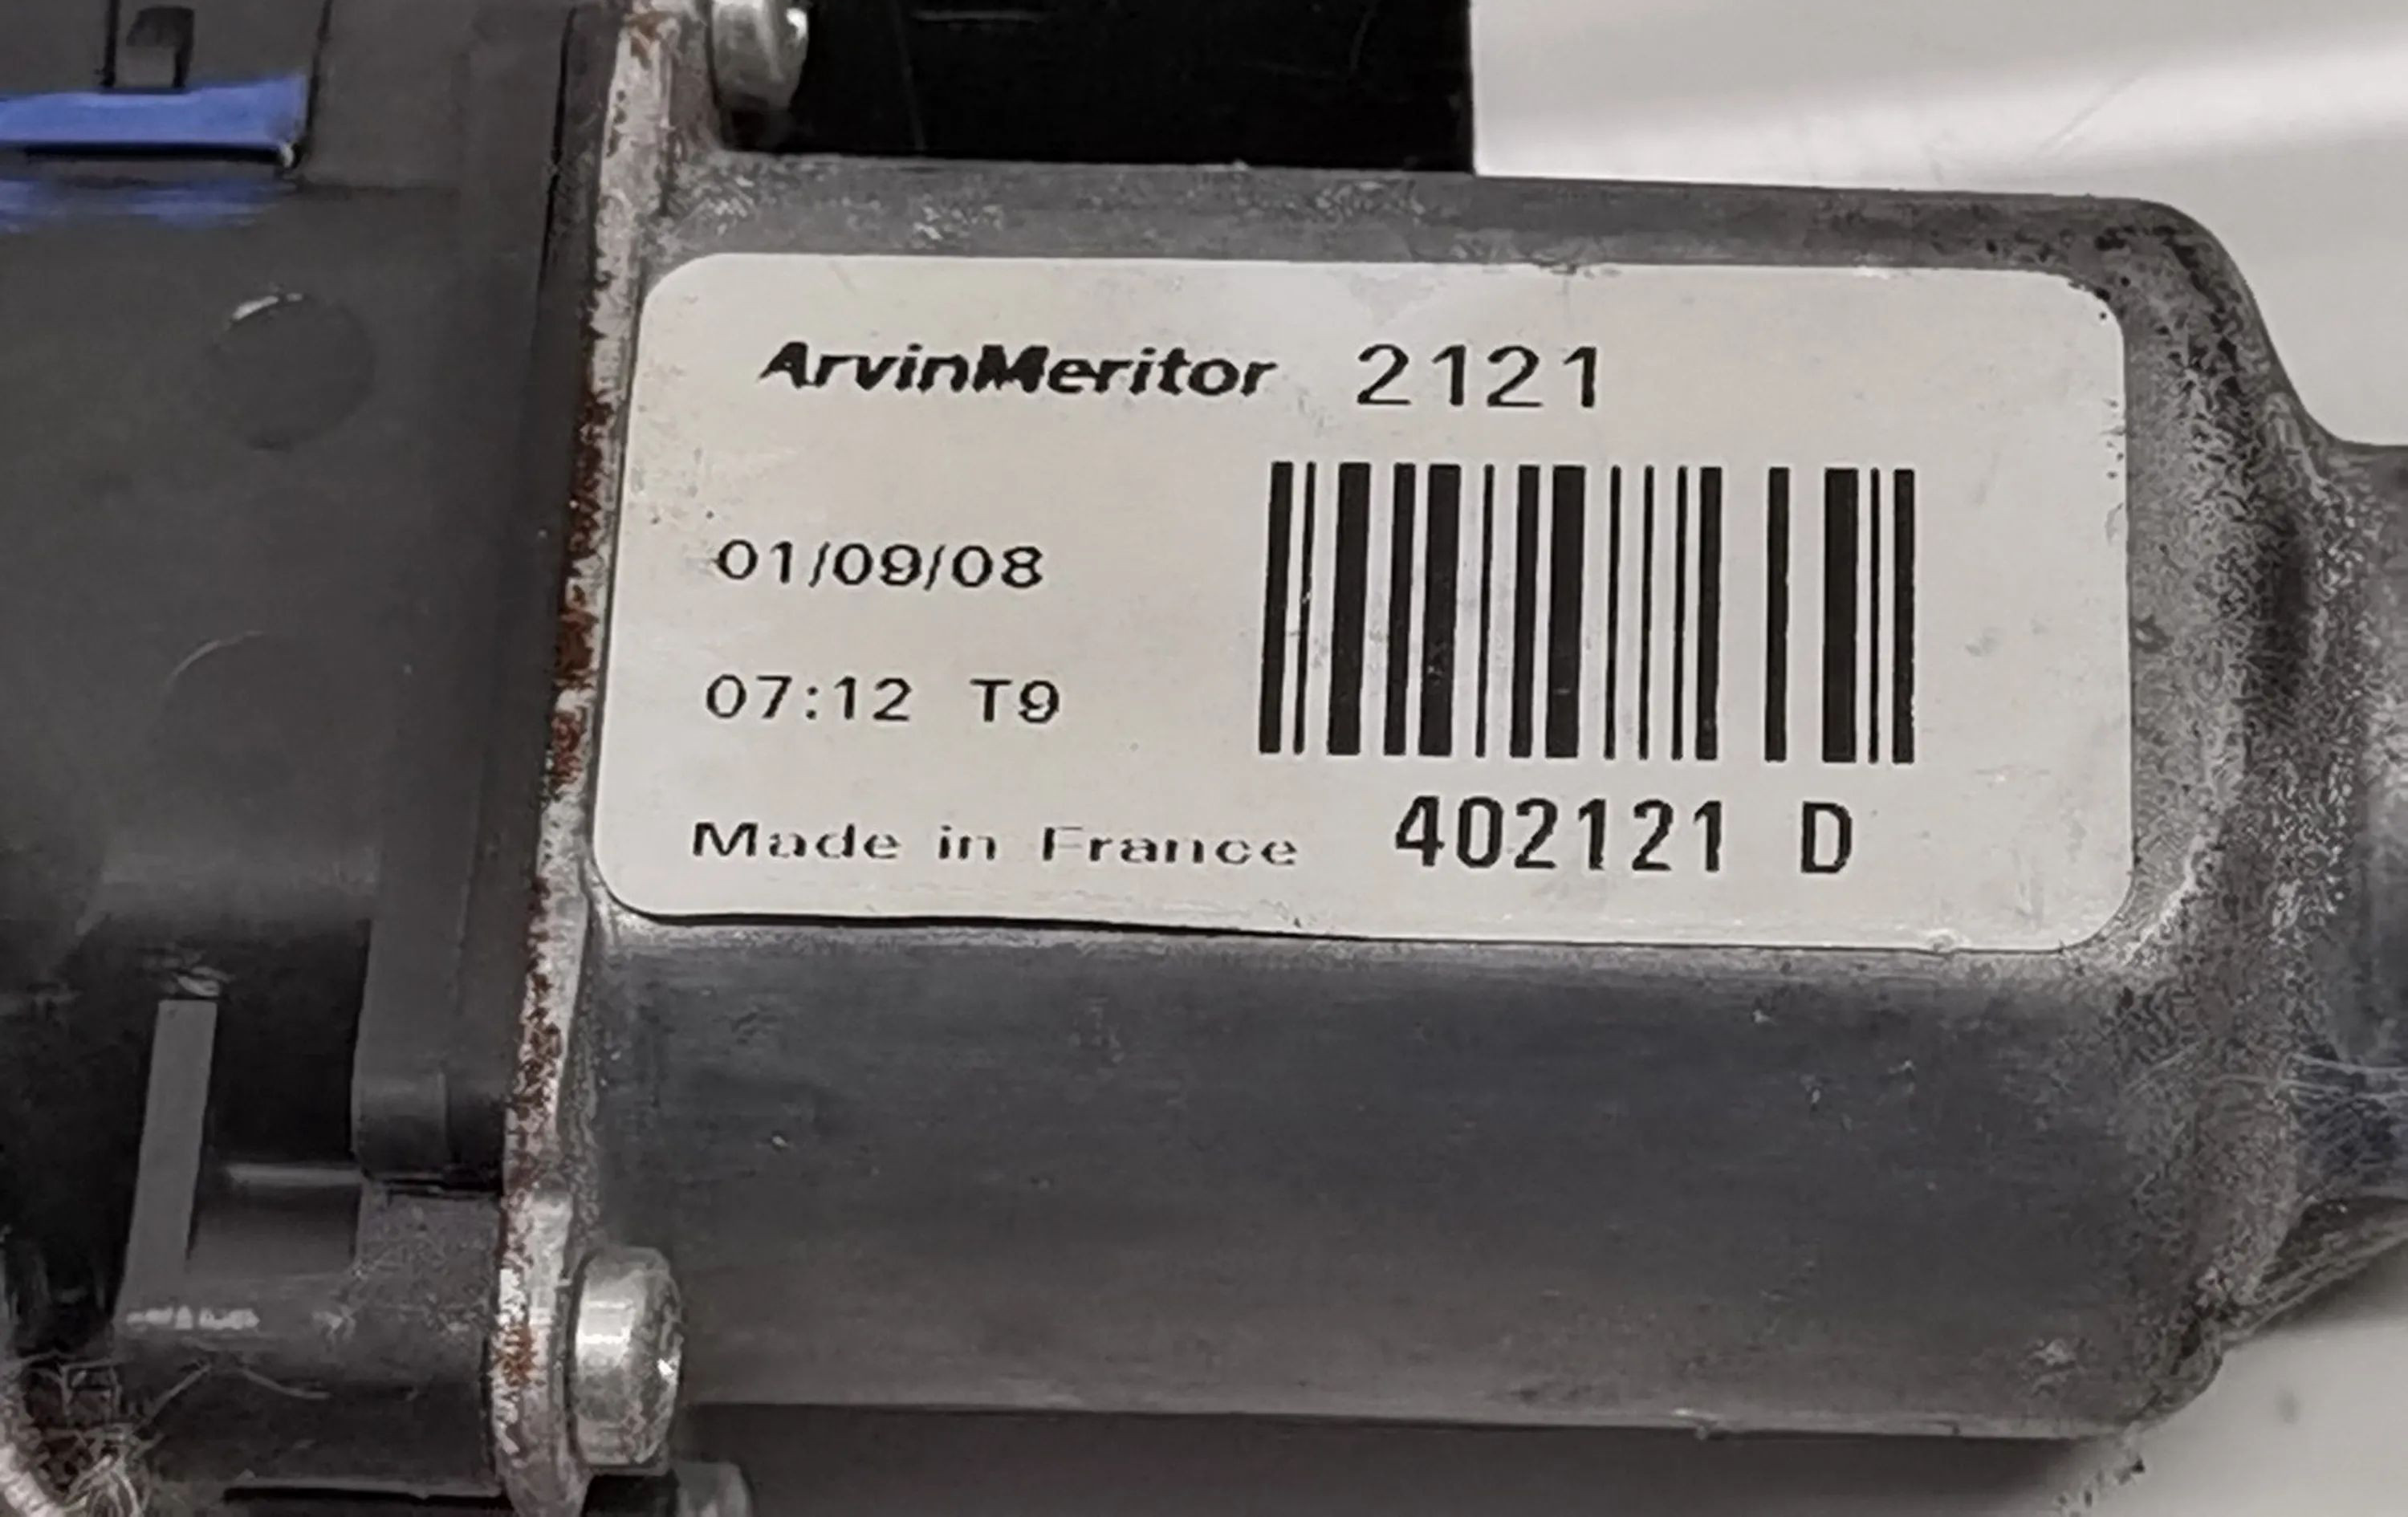 ArvinMeritor 2121
01/09/08
07:12 T9
Made in France 402121 D